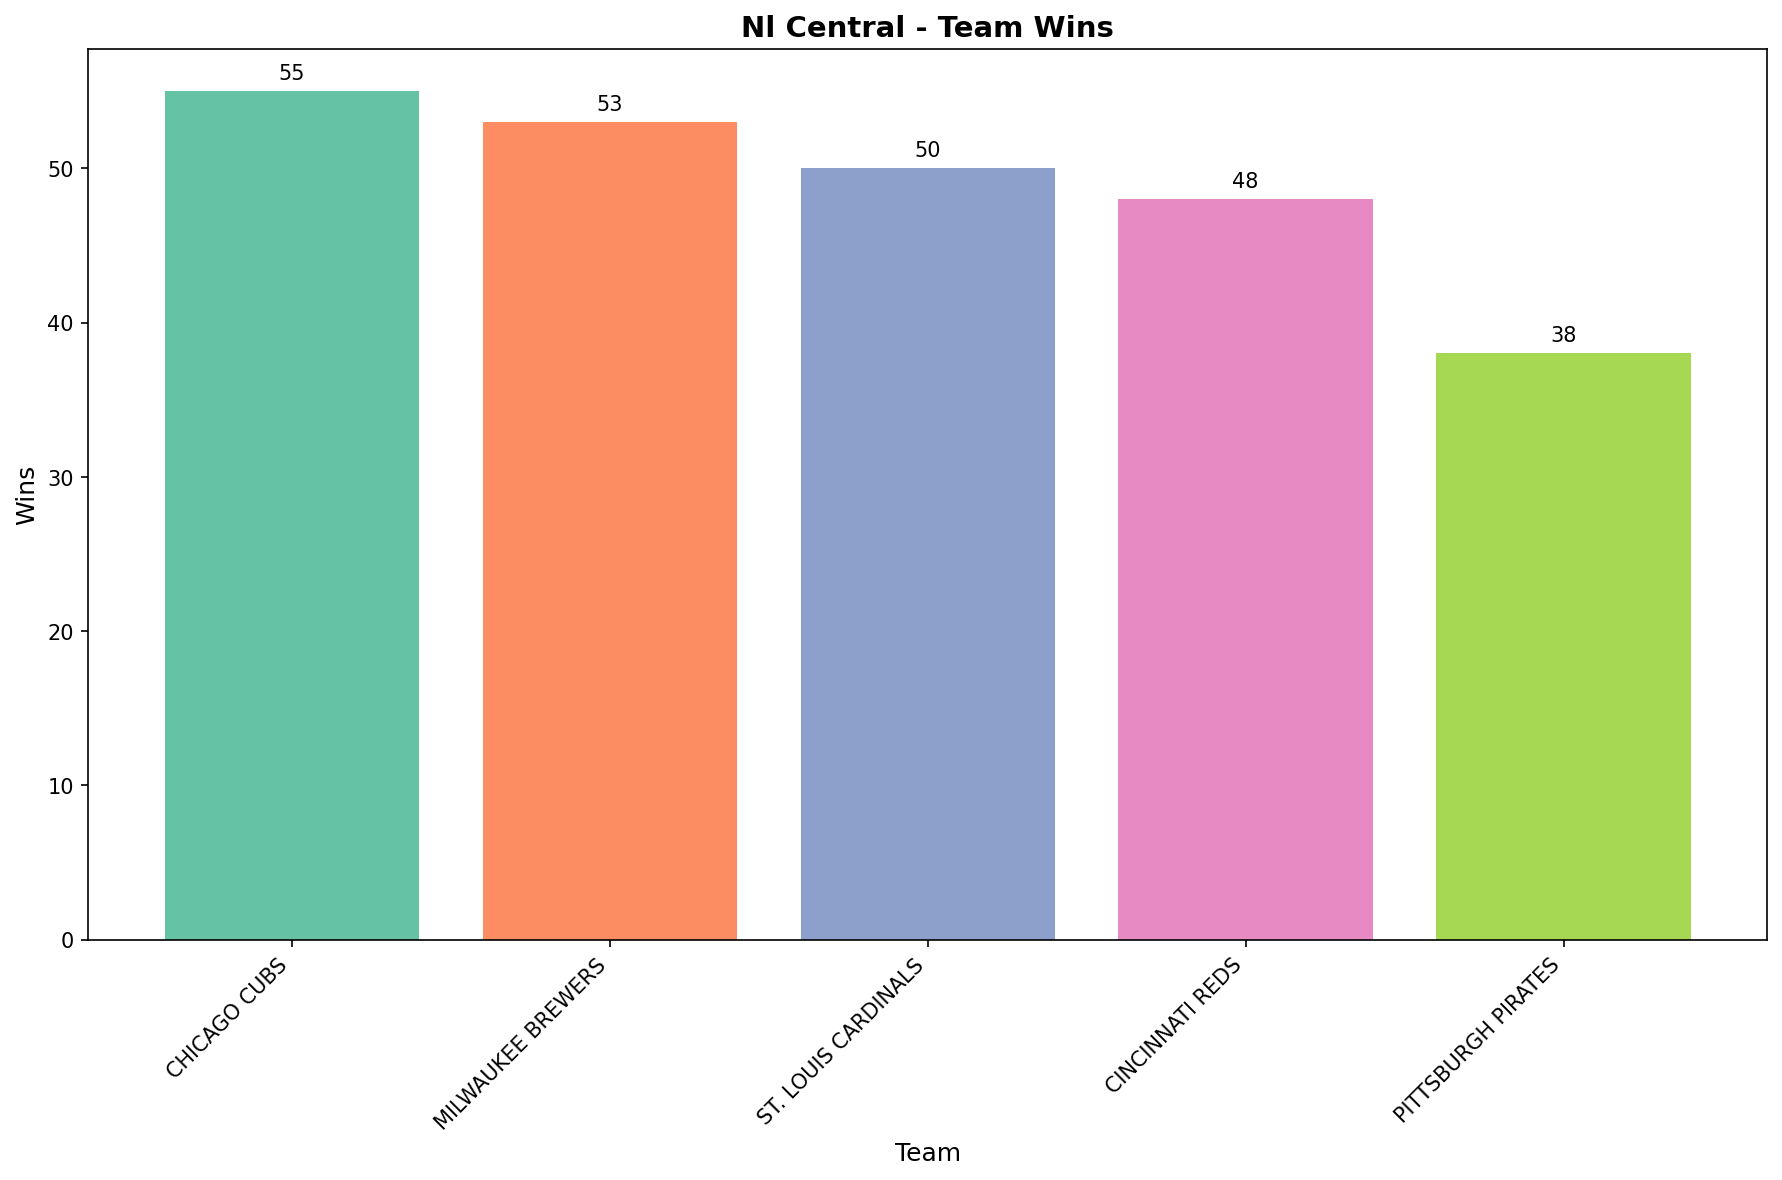 Nl Central - Team Wins
55
53
50
48
38
Wins
50
40
30
20
10
0
CHICAGO CUBS
MILWAUKEE BREWERS
ST. LOUIS CARDINALS
CINCINNATI REDS
PITTSBURGH PIRATES
Team